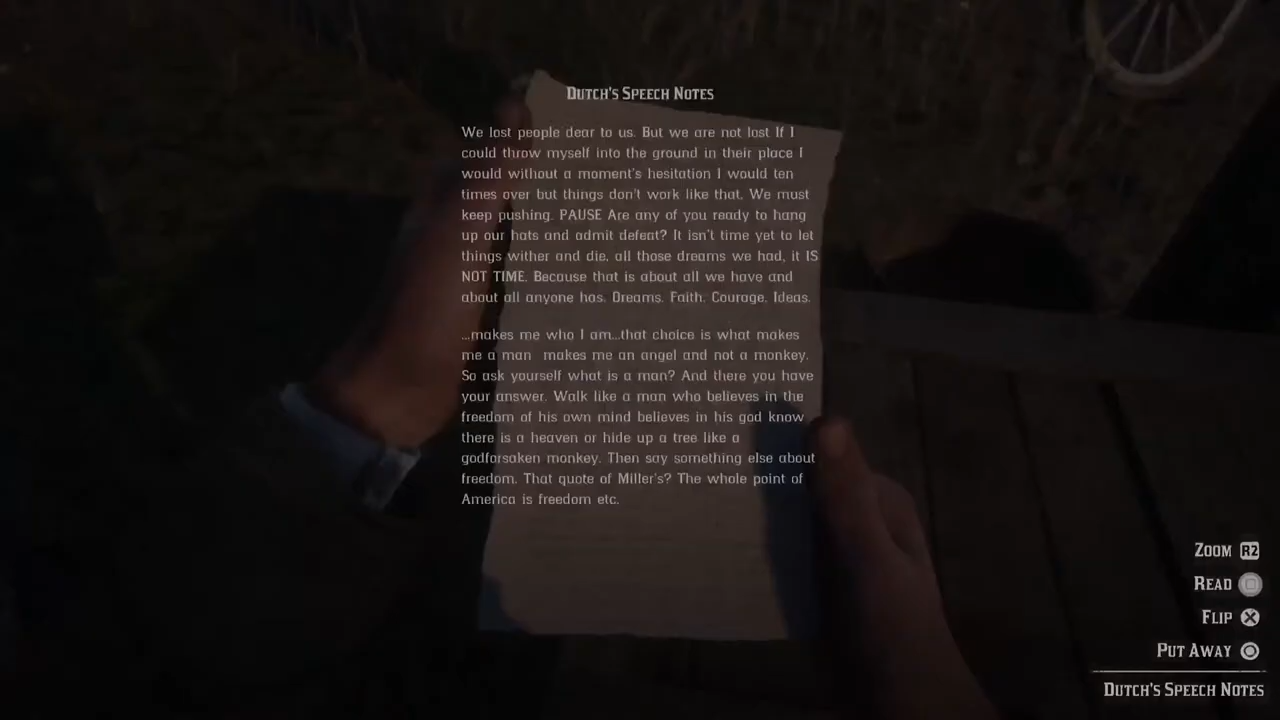 DUTCH'S SPEECH NOTES
We lost people dear to us. But we are not lost If I
could throw myself into the ground in their place I
would without a moment's hesitation I would ten
times over but things don't work like that. We must
keep pushing. PAUSE Are any of you ready to hang
up our hats and admit defeat? It isn't time yet to let
things wither and die, all those dreams we had, it IS
NOT TIME. Because that is about all we have and
about all anyone has. Dreams. Faith. Courage. Ideas.
...makes me who I am...that choice is what makes
me a man makes me an angel and not a monkey.
So ask yourself what is a man? And there you have
your answer. Walk like a man who believes in the
freedom of his own mind believes in his god know
there is a heaven or hide up a tree like a
godforsaken monkey. Then say something else about
freedom. That quote of Miller's? The whole point of
America is freedom etc.
ZOOM R2
READ
FLIP
PUT AWAY
DUTCH'S SPEECH NOTES